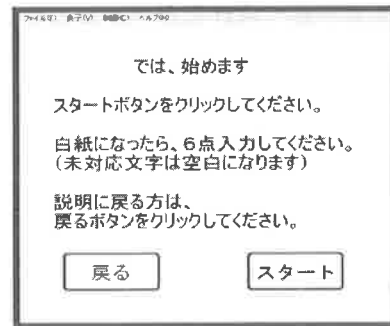 では、始めます
スタートボタンをクリックしてください。
白紙になったら、6点入力してください。
(未対応文字は空白になります)
説明に戻る方は、
戻るボタンをクリックしてください。
戻る
スタート